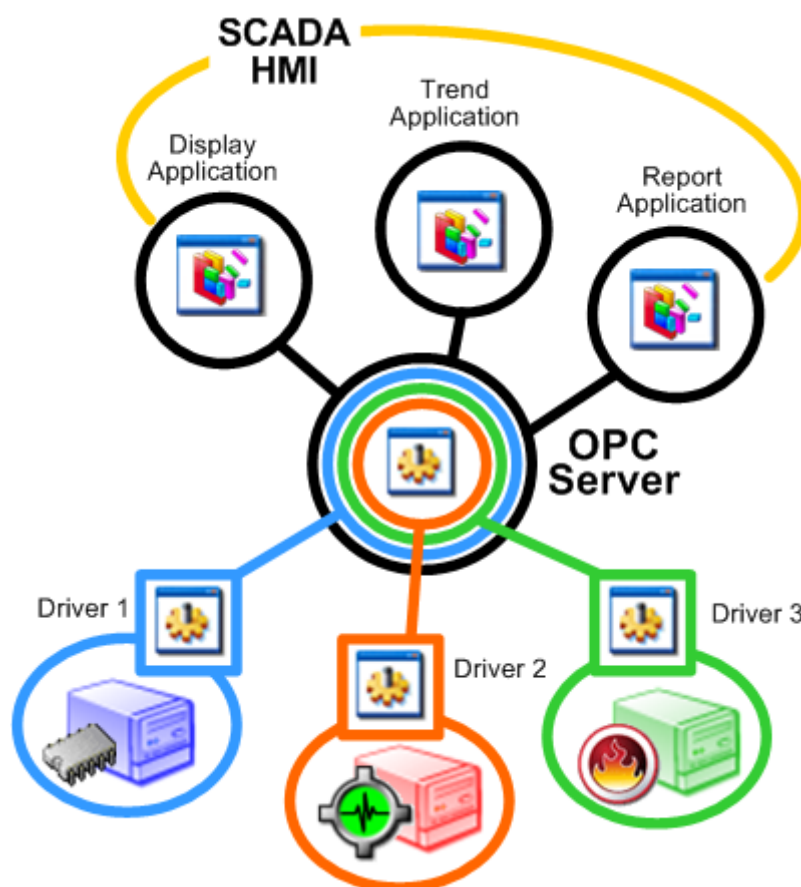 SCADA
HMI
Trend
Application
Display
Application
Report
Application
OPC
Server
Driver 1
Driver 3
Driver 2